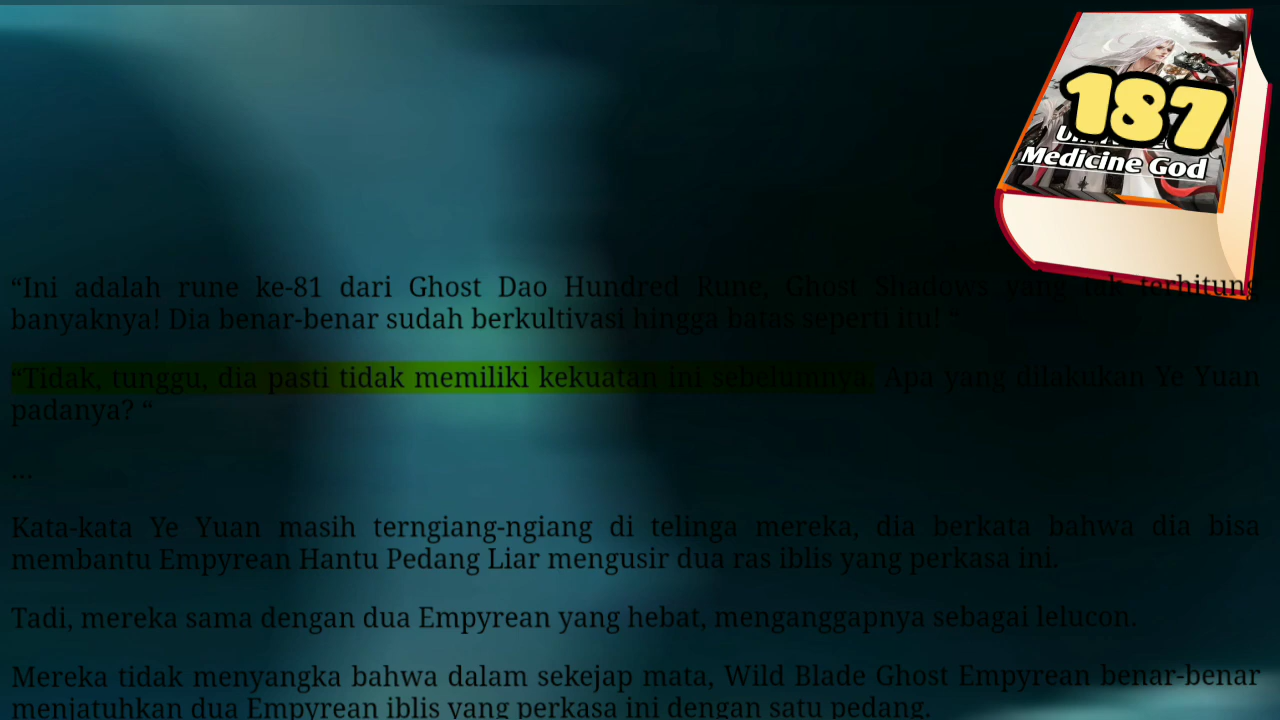 187
Medicine God
“Ini adalah rune ke-81 dari Ghost Dao Hundred Rune, Ghost Shadows yang tak terhitung
banyaknya! Dia benar-benar sudah berkultivasi hingga batas seperti itu! “
“Tidak, tunggu, dia pasti tidak memiliki kekuatan ini sebelumnya. Apa yang dilakukan Ye Yuan
padanya? “
...
Kata-kata Ye Yuan masih terngiang-ngiang di telinga mereka, dia berkata bahwa dia bisa
membantu Empyrean Hantu Pedang Liar mengusir dua ras iblis yang perkasa ini.
Tadi, mereka sama dengan dua Empyrean yang hebat, menganggapnya sebagai lelucon.
Mereka tidak menyangka bahwa dalam sekejap mata, Wild Blade Ghost Empyrean benar-benar
menjatuhkan dua Empyrean iblis yang perkasa ini dengan satu pedang.